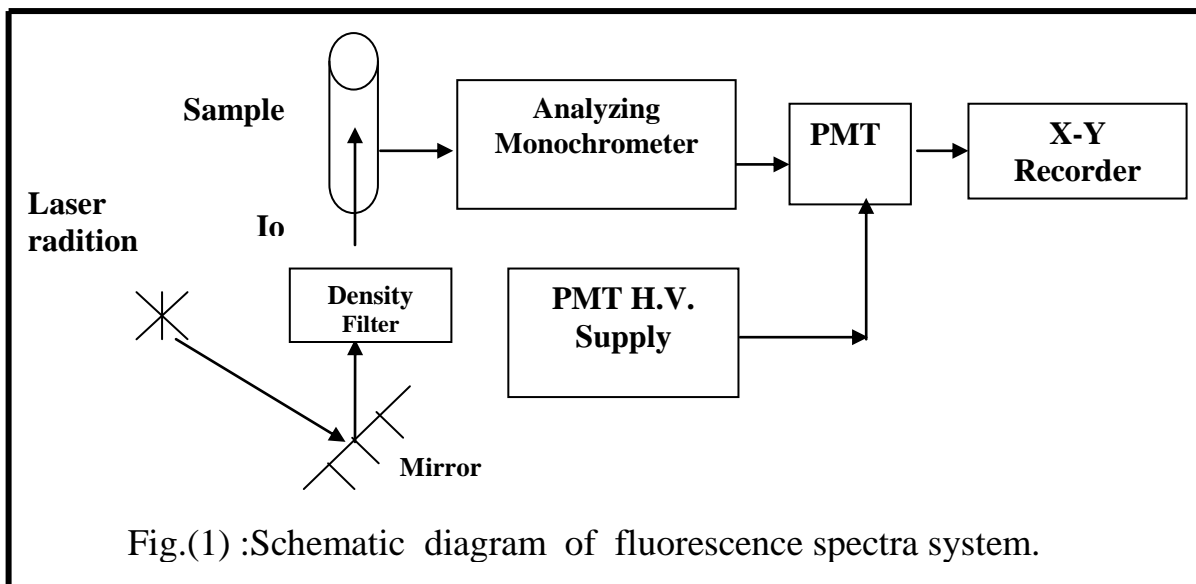 Sample
Analyzing
Monochrometer
PMT
X-Y
Recorder
Laser
radition
Io
Density
Filter
PMT H.V.
Supply
Mirror
Fig.(1) :Schematic diagram of fluorescence spectra system.